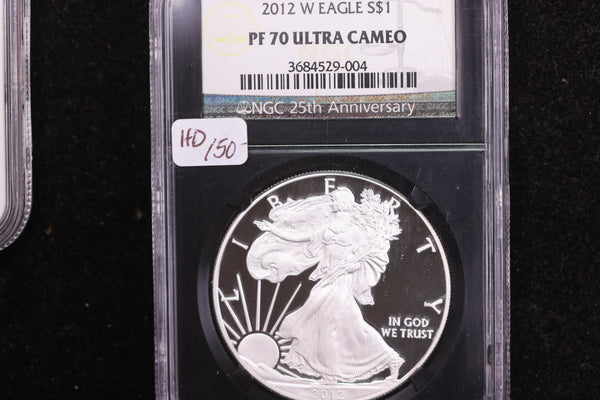 2012 W EAGLE S$1
PF 70 ULTRA CAMEO
3684529-004
NGC 25th Anniversary
HD /150-
LIBERTY
IN GOD
WE TRUST
2012